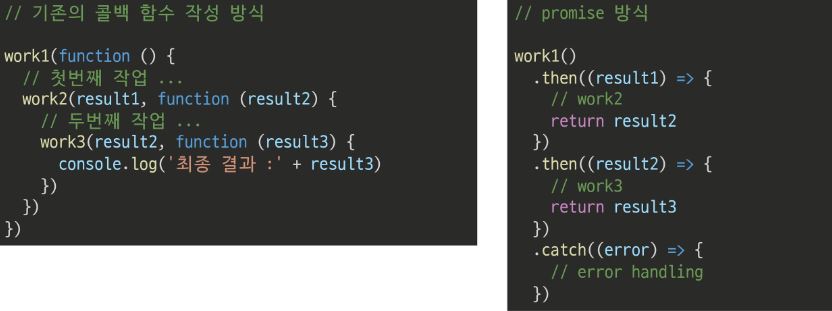 // 기존의 콜백 함수 작성 방식
work1(function () {
// 첫번째 작업 ...
work2(result1, function (result2) {
// 두번째 작업 ...
work3(result2, function (result3) {
console.log('최종 결과 :' + result3)
})
})
})
// promise 방식
work1()
.then((result1) => {
// work2
return result2
})
.then((result2) => {
// work3
return result3
})
.catch((error) => {
// error handling
})